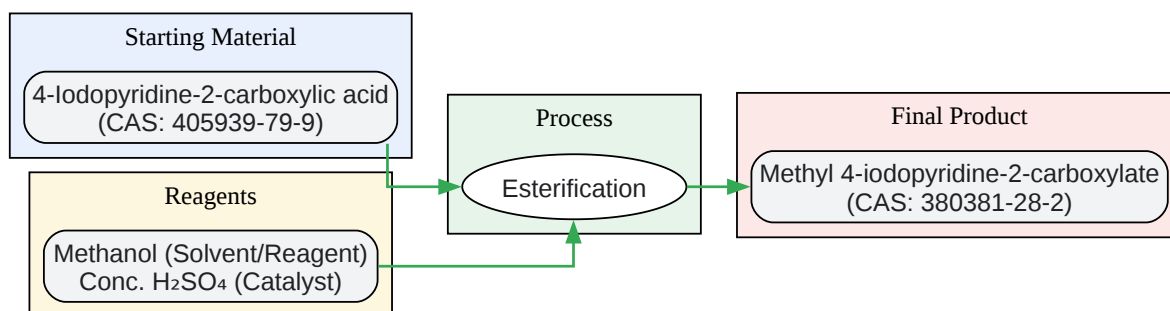 Starting Material
4-Iodopyridine-2-carboxylic acid
(CAS: 405939-79-9)
Reagents
Methanol (Solvent/Reagent)
Conc. H₂SO₄ (Catalyst)
Process
Esterification
Final Product
Methyl 4-iodopyridine-2-carboxylate
(CAS: 380381-28-2)